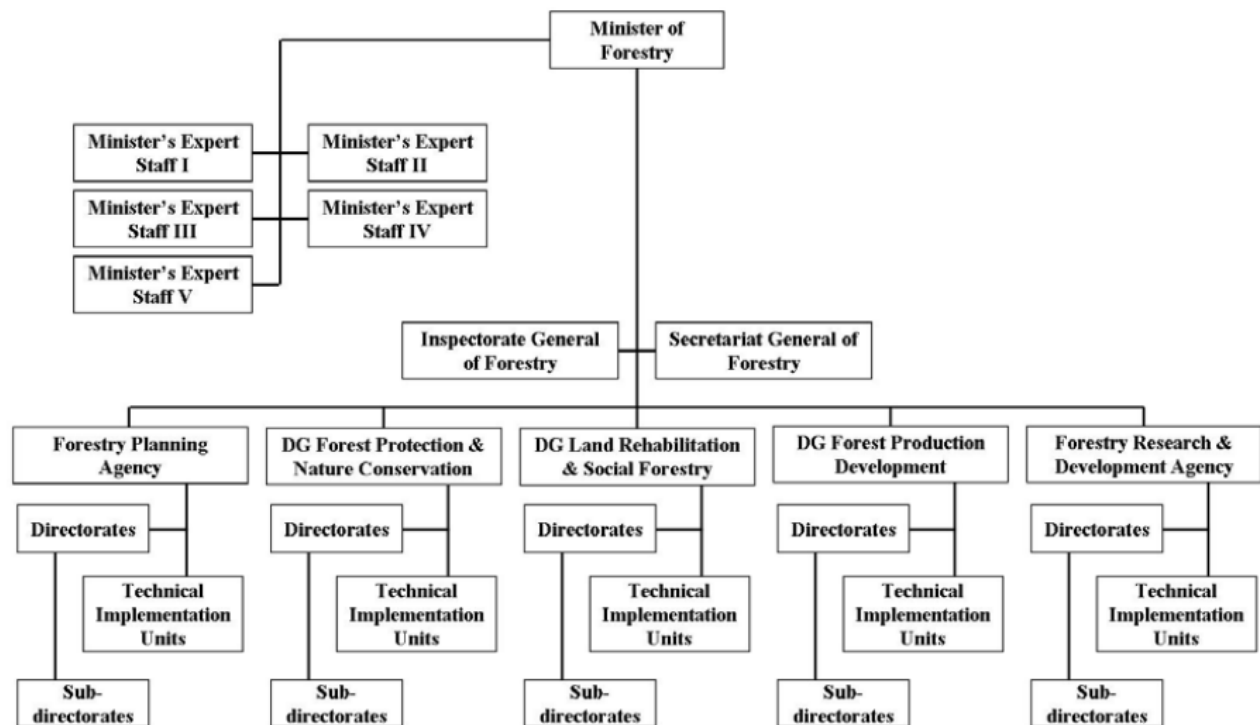 Minister of
Forestry
Minister's Expert
Staff I
Minister's Expert
Staff II
Minister's Expert
Staff III
Minister's Expert
Staff IV
Minister's Expert
Staff V
Inspectorate General
of Forestry
Secretariat General of
Forestry
Forestry Planning
Agency
DG Forest Protection &
Nature Conservation
DG Land Rehabilitation
& Social Forestry
DG Forest Production
Development
Forestry Research &
Development Agency
Directorates
Directorates
Directorates
Directorates
Directorates
Technical
Implementation
Units
Technical
Implementation
Units
Technical
Implementation
Units
Technical
Implementation
Units
Technical
Implementation
Units
Sub-
directorates
Sub-
directorates
Sub-
directorates
Sub-
directorates
Sub-
directorates